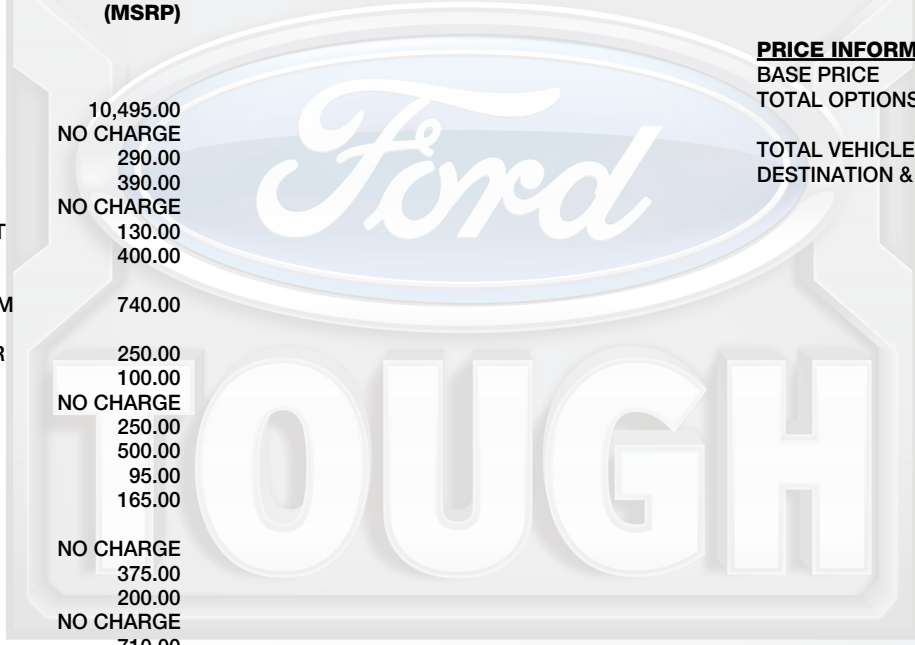 (MSRP)
PRICE INFORM
BASE PRICE
TOTAL OPTIONS
TOTAL VEHICLE
DESTINATION &
10,495.00
NO CHARGE
290.00
390.00
NO CHARGE
T 130.00
400.00
M 740.00
R 250.00
100.00
NO CHARGE
250.00
500.00
95.00
165.00
NO CHARGE
375.00
200.00
NO CHARGE
710.00
Ford
TOUGH